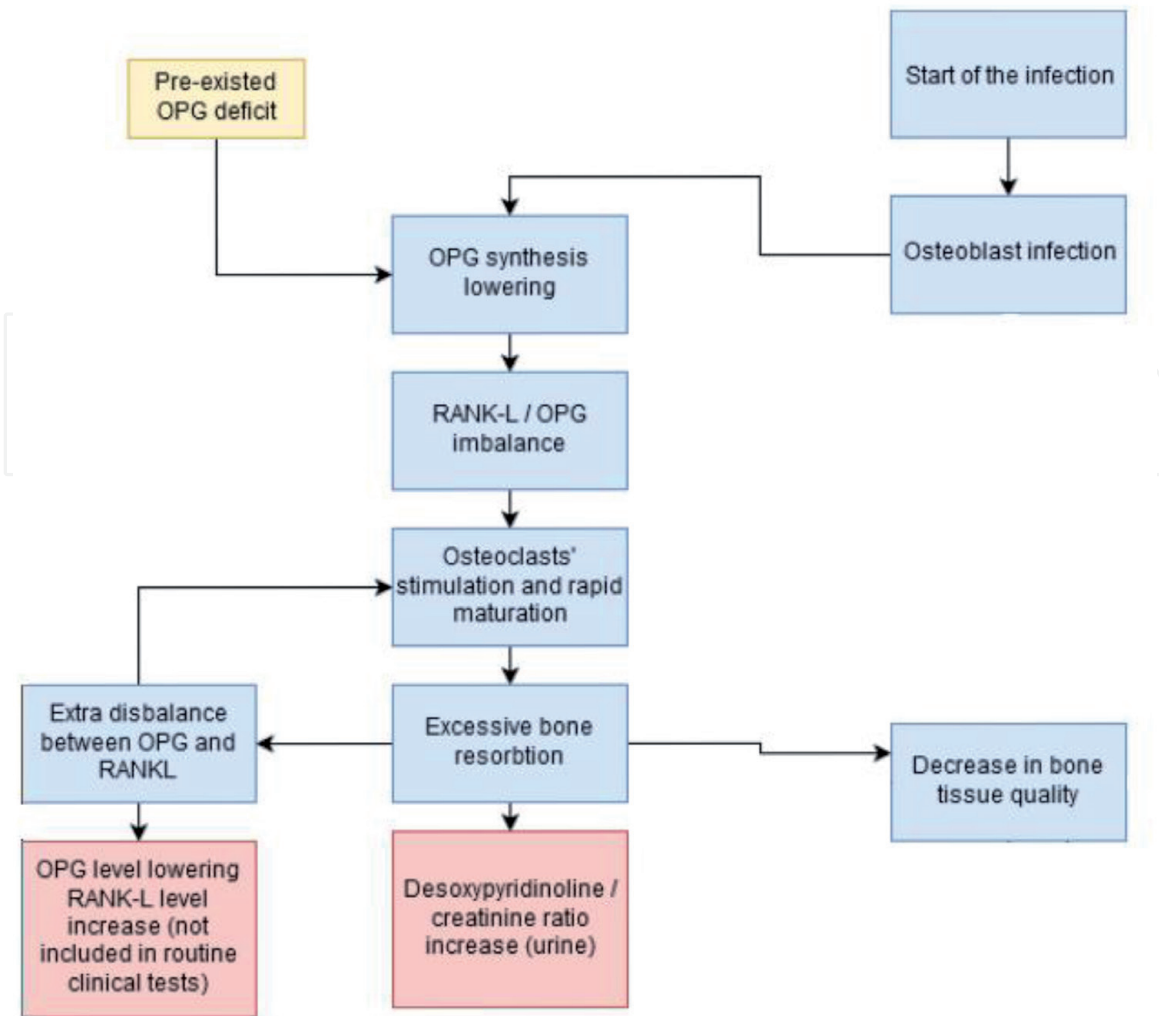 Pre-existed
OPG deficit
Start of the infection
Osteoblast infection
OPG synthesis
lowering
RANK-L / OPG
imbalance
Osteoclasts'
stimulation and rapid
maturation
Extra disbalance
between OPG and
RANKL
Excessive bone
resorbtion
Decrease in bone
tissue quality
OPG level lowering
RANK-L level
increase (not
included in routine
clinical tests)
Desoxypyridinoline /
creatinine ratio
increase (urine)